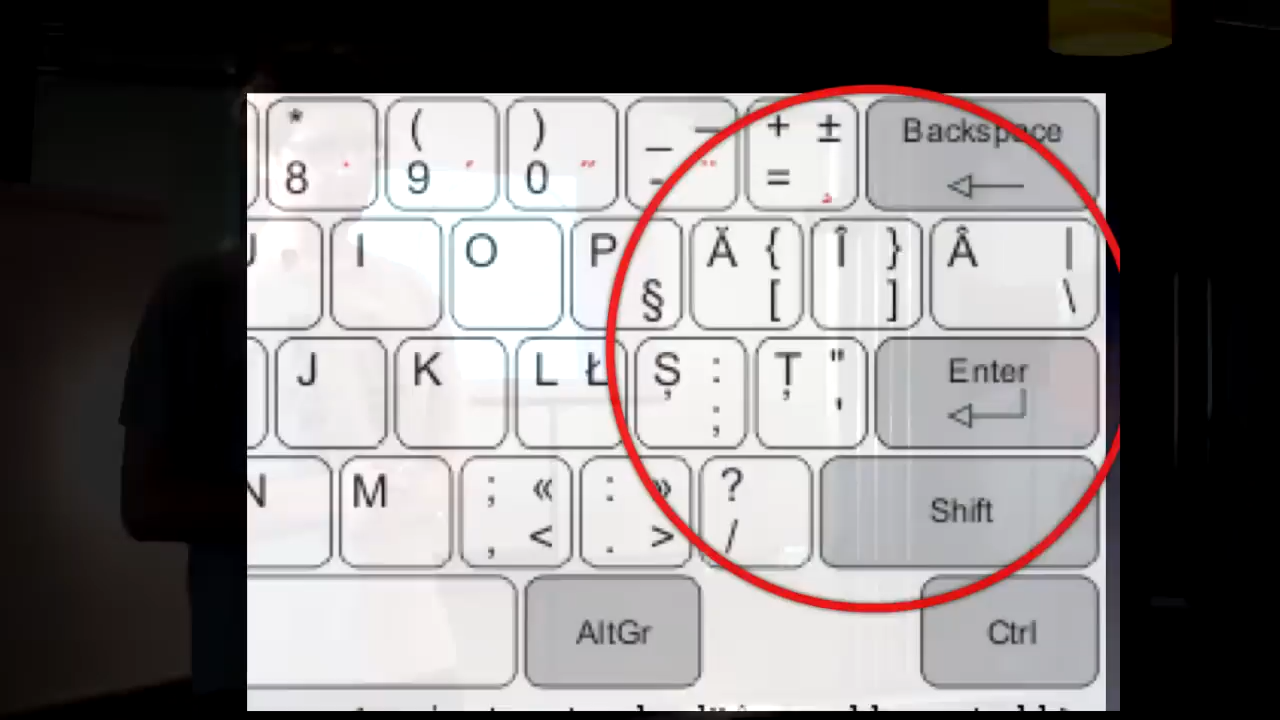 * ( ) _ – + ± Backspace
8 9 0 - =
I O P Ă { Î } Â |
§ [ ] \
J K L Ł Ș : Ț " Enter
; '
N M ; « : » ? Shift
, < . > /
AltGr Ctrl